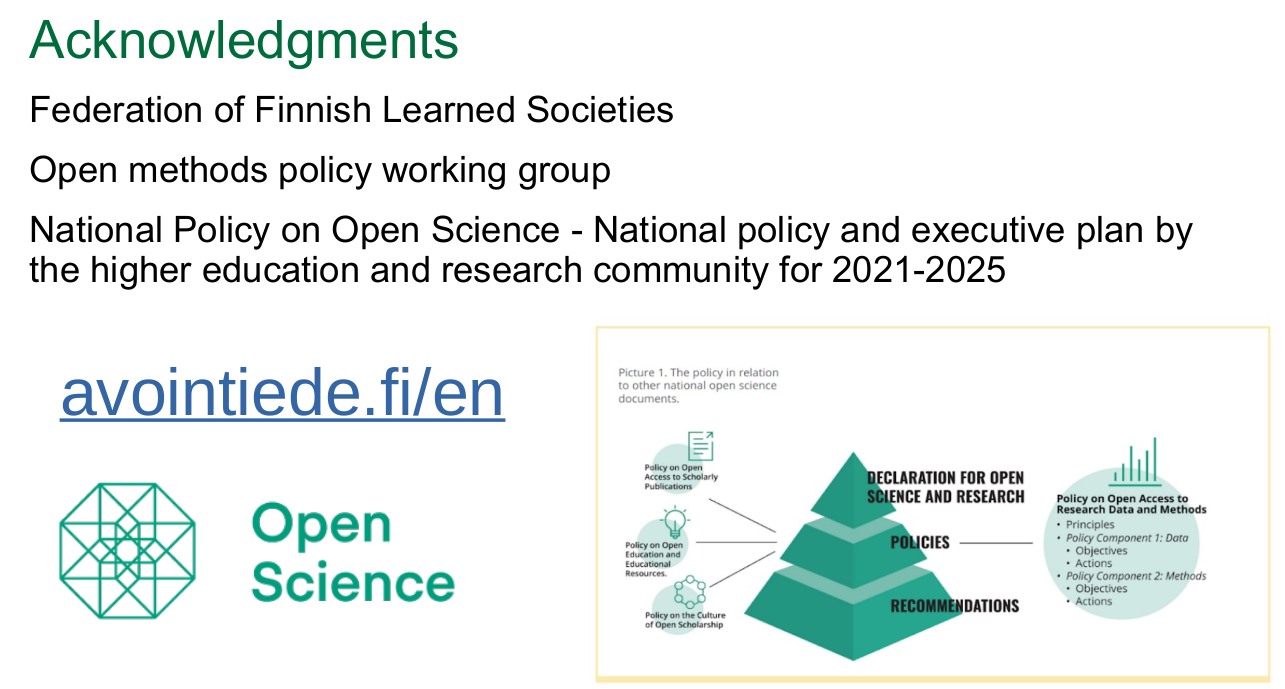 Acknowledgments
Federation of Finnish Learned Societies
Open methods policy working group
National Policy on Open Science - National policy and executive plan by
the higher education and research community for 2021-2025
avointiede.fi/en
Open
Science
Picture 1. The policy in relation
to other national open science
documents.
Policy on Open
Access to Scholarly
Publications
Policy on Open
Education and
Educational
Resources.
Policy on the Culture
of Open Scholarship
DECLARATION FOR OPEN
SCIENCE AND RESEARCH
POLICIES
RECOMMENDATIONS
Policy on Open Access to
Research Data and Methods
• Principles
• Policy Component 1: Data
• Objectives
• Actions
• Policy Component 2: Methods
• Objectives
• Actions